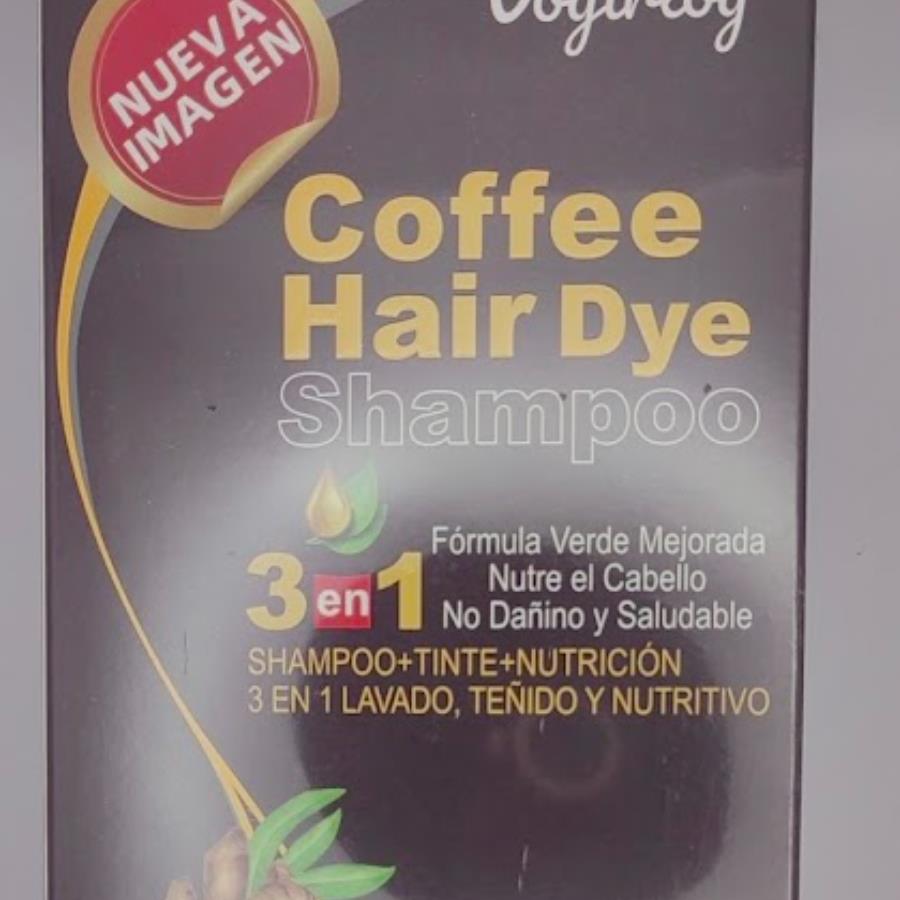 NUEVA
IMAGEN
Coffee
Hair Dye
Shampoo
3 en 1
Fórmula Verde Mejorada
Nutre el Cabello
No Dañino y Saludable
SHAMPOO+TINTE+NUTRICIÓN
3 EN 1 LAVADO, TEÑIDO Y NUTRITIVO